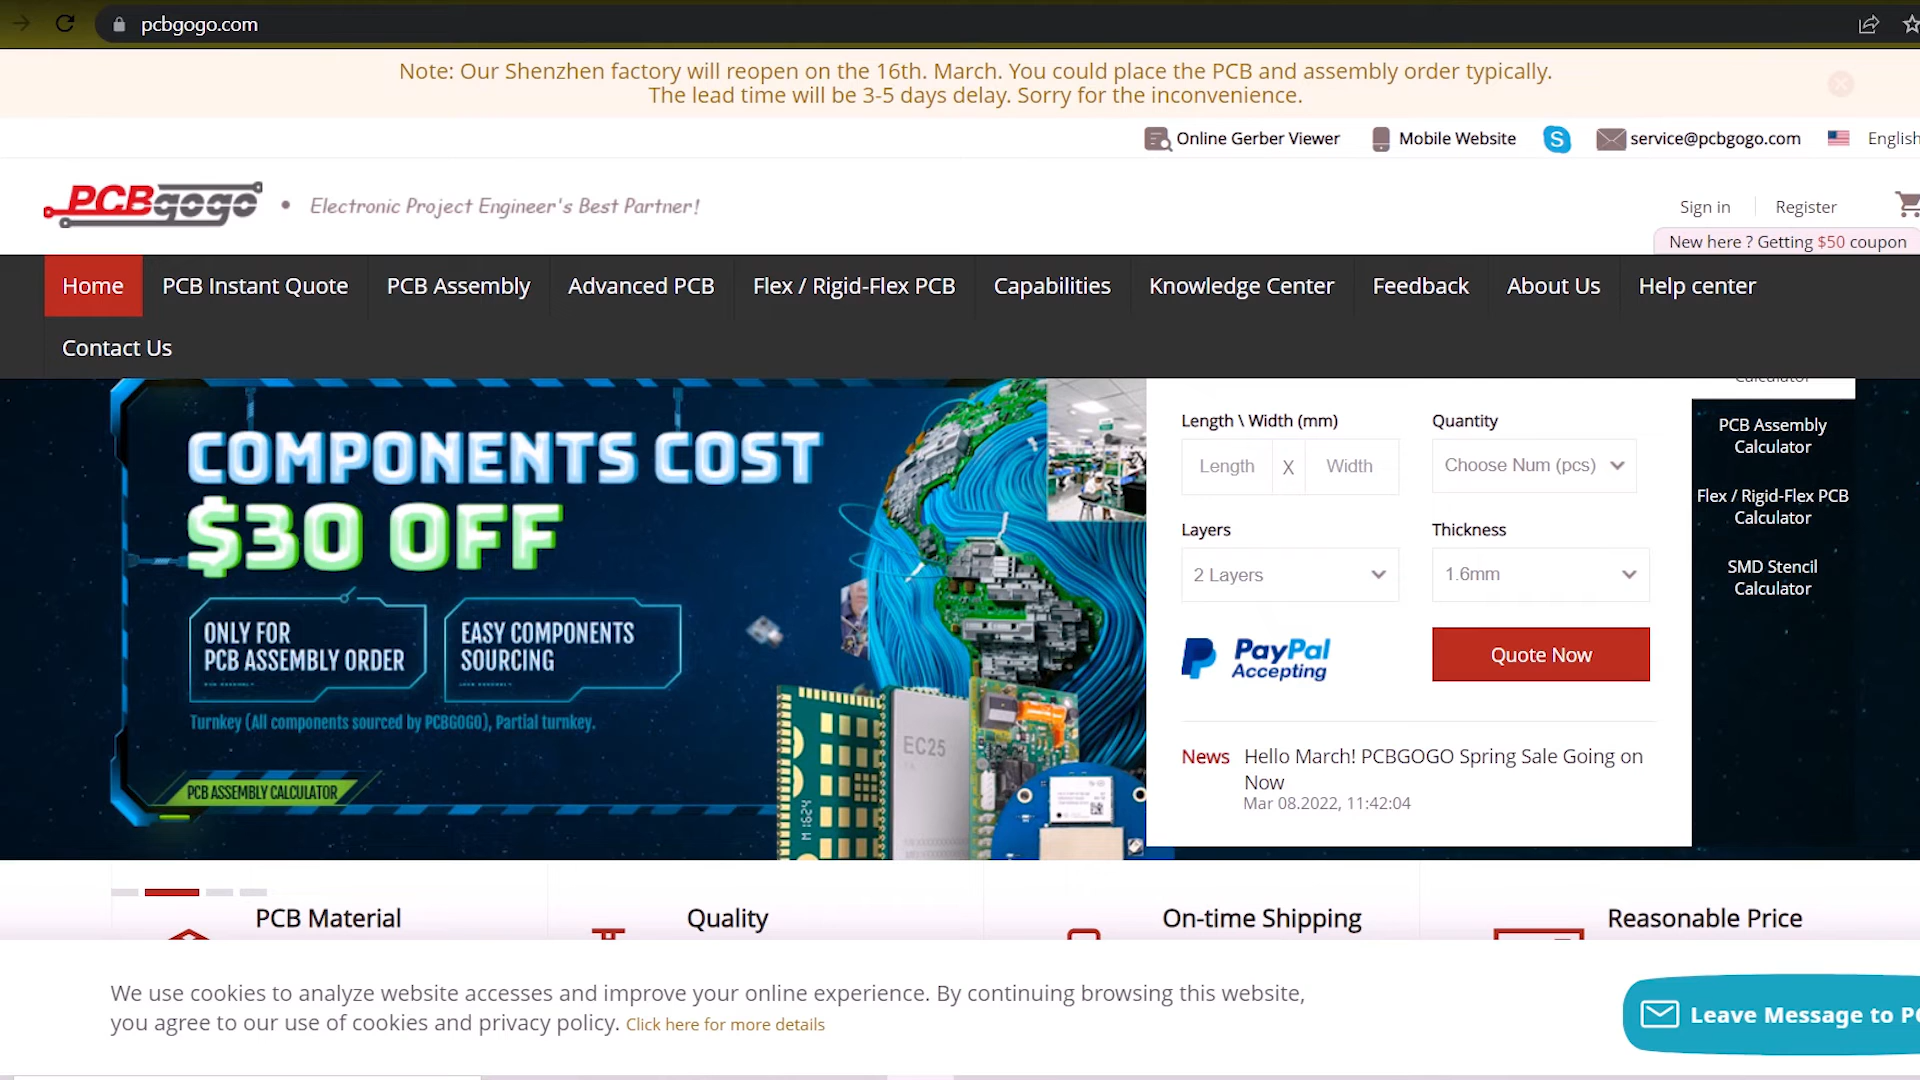 pcbgogo.com
Note: Our Shenzhen factory will reopen on the 16th. March. You could place the PCB and assembly order typically.
The lead time will be 3-5 days delay. Sorry for the inconvenience.
Online Gerber Viewer
Mobile Website
S
service@pcbgogo.com
English
PCBgogo
• Electronic Project Engineer's Best Partner!
Sign in
Register
New here ? Getting $50 coupon
Home
PCB Instant Quote
PCB Assembly
Advanced PCB
Flex / Rigid-Flex PCB
Capabilities
Knowledge Center
Feedback
About Us
Help center
Contact Us
COMPONENTS COST
$30 OFF
ONLY FOR
PCB ASSEMBLY ORDER
EASY COMPONENTS
SOURCING
Turnkey (All components sourced by PCBGOGO), Partial turnkey.
PCB ASSEMBLY CALCULATOR
EC25
Length \ Width (mm)
Length X Width
Quantity
Choose Num (pcs)
Layers
2 Layers
Thickness
1.6mm
PayPal
Accepting
Quote Now
News
Hello March! PCBGOGO Spring Sale Going on
Now
Mar 08.2022, 11:42:04
Calculator
PCB Assembly
Calculator
Flex / Rigid-Flex PCB
Calculator
SMD Stencil
Calculator
PCB Material
Quality
On-time Shipping
Reasonable Price
We use cookies to analyze website accesses and improve your online experience. By continuing browsing this website,
you agree to our use of cookies and privacy policy. Click here for more details
Leave Message to PC